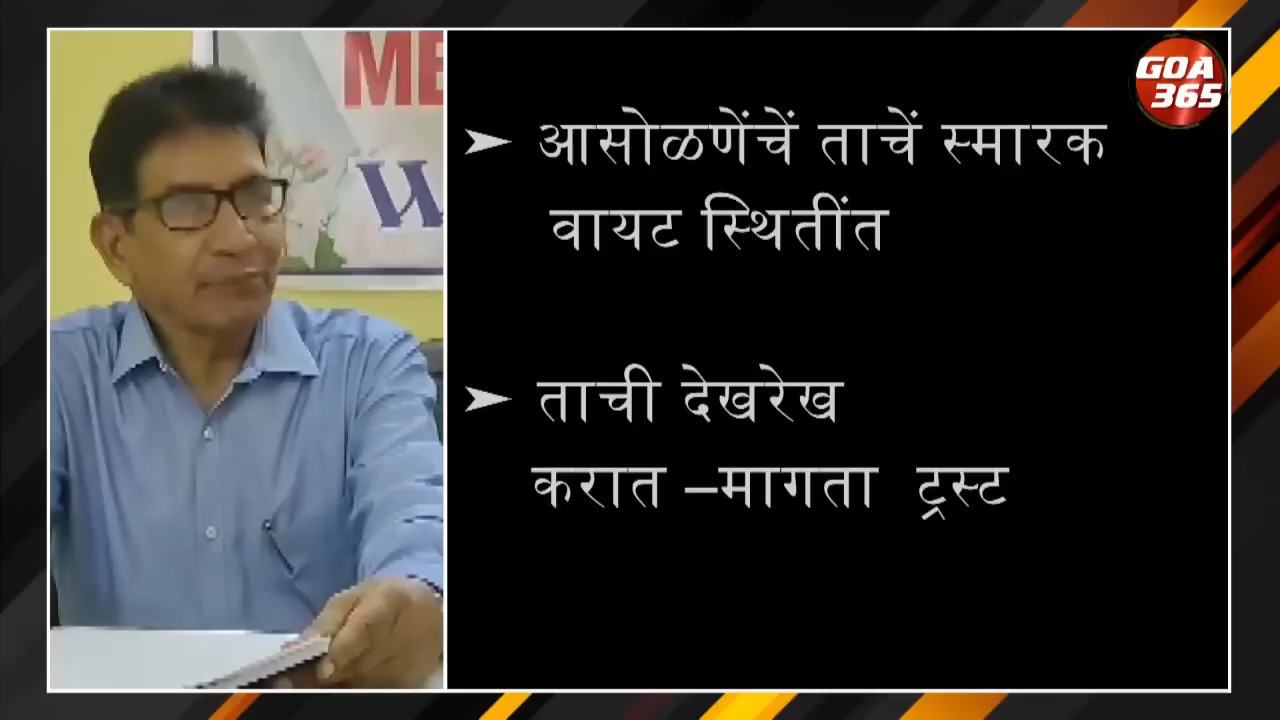 ME
W
GOA
365
➤ आसोळणेंचें ताचें स्मारक
वायट स्थितींत
➤ ताची देखरेख
करात –मागता ट्रस्ट